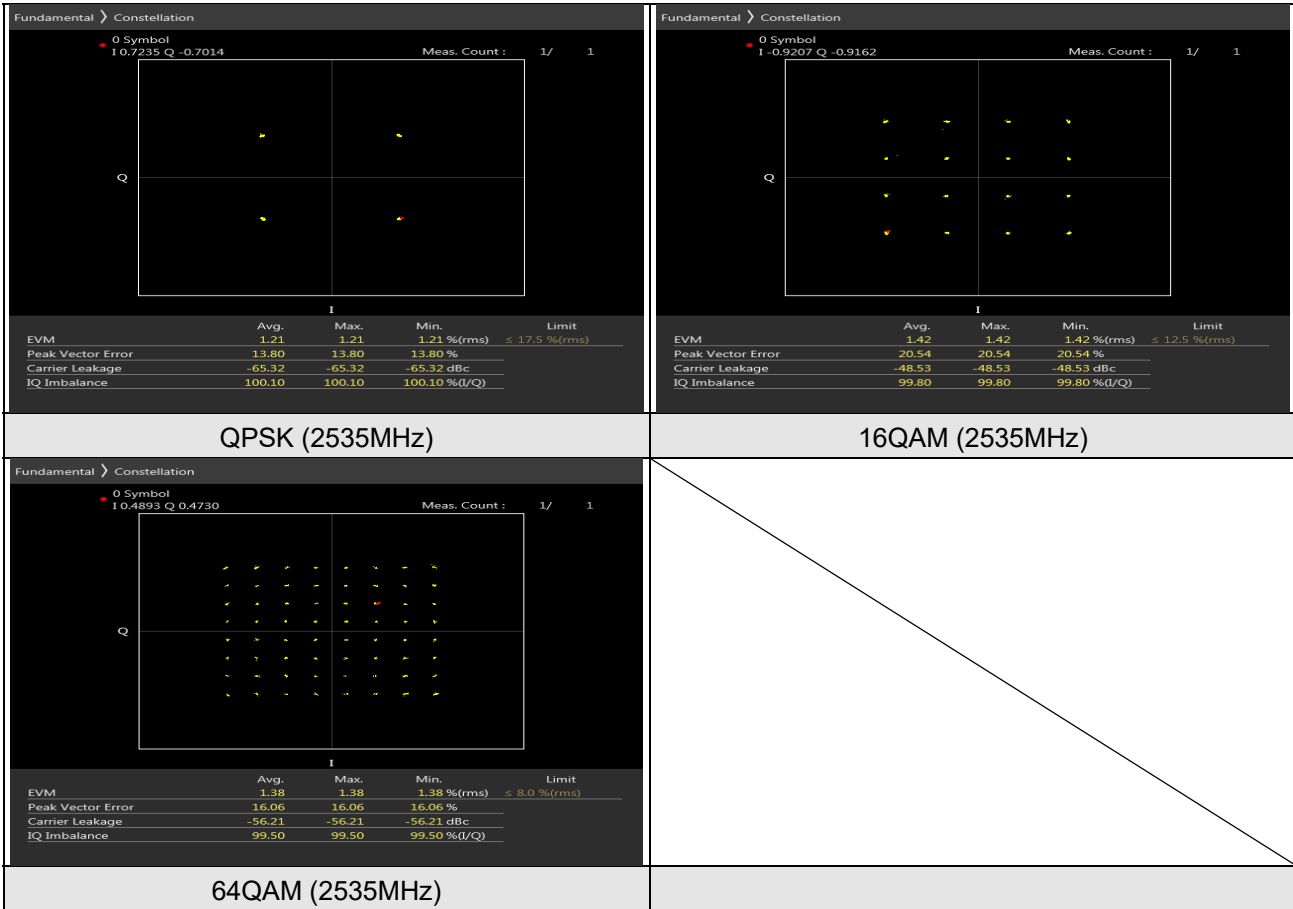 Fundamental ❯ Constellation
0 Symbol
I 0.7235 Q -0.7014 Meas. Count : 1/ 1
Q
I
Avg. Max. Min. Limit
EVM 1.21 1.21 1.21 %(rms) ≤ 17.5 %(rms)
Peak Vector Error 13.80 13.80 13.80 %
Carrier Leakage -65.32 -65.32 -65.32 dBc
IQ Imbalance 100.10 100.10 100.10 %(I/Q)
QPSK (2535MHz)
Fundamental ❯ Constellation
0 Symbol
I -0.9207 Q -0.9162 Meas. Count : 1/ 1
Q
I
Avg. Max. Min. Limit
EVM 1.42 1.42 1.42 %(rms) ≤ 12.5 %(rms)
Peak Vector Error 20.54 20.54 20.54 %
Carrier Leakage -48.53 -48.53 -48.53 dBc
IQ Imbalance 99.80 99.80 99.80 %(I/Q)
16QAM (2535MHz)
Fundamental ❯ Constellation
0 Symbol
I 0.4893 Q 0.4730 Meas. Count : 1/ 1
Q
I
Avg. Max. Min. Limit
EVM 1.38 1.38 1.38 %(rms) ≤ 8.0 %(rms)
Peak Vector Error 16.06 16.06 16.06 %
Carrier Leakage -56.21 -56.21 -56.21 dBc
IQ Imbalance 99.50 99.50 99.50 %(I/Q)
64QAM (2535MHz)